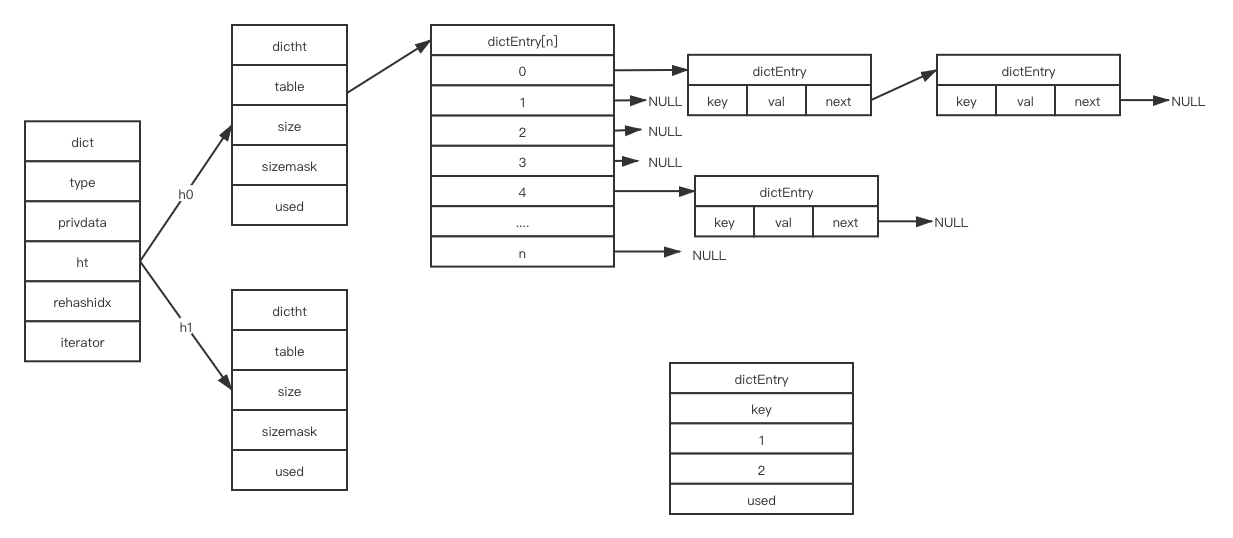 dict
type
privdata
ht
rehashidx
iterator
h0
h1
dictht
table
size
sizemask
used
dictht
table
size
sizemask
used
dictEntry[n]
0
1
2
3
4
....
n
dictEntry
key val next
dictEntry
key val next
NULL
NULL
NULL
NULL
dictEntry
key val next
NULL
NULL
dictEntry
key
1
2
used